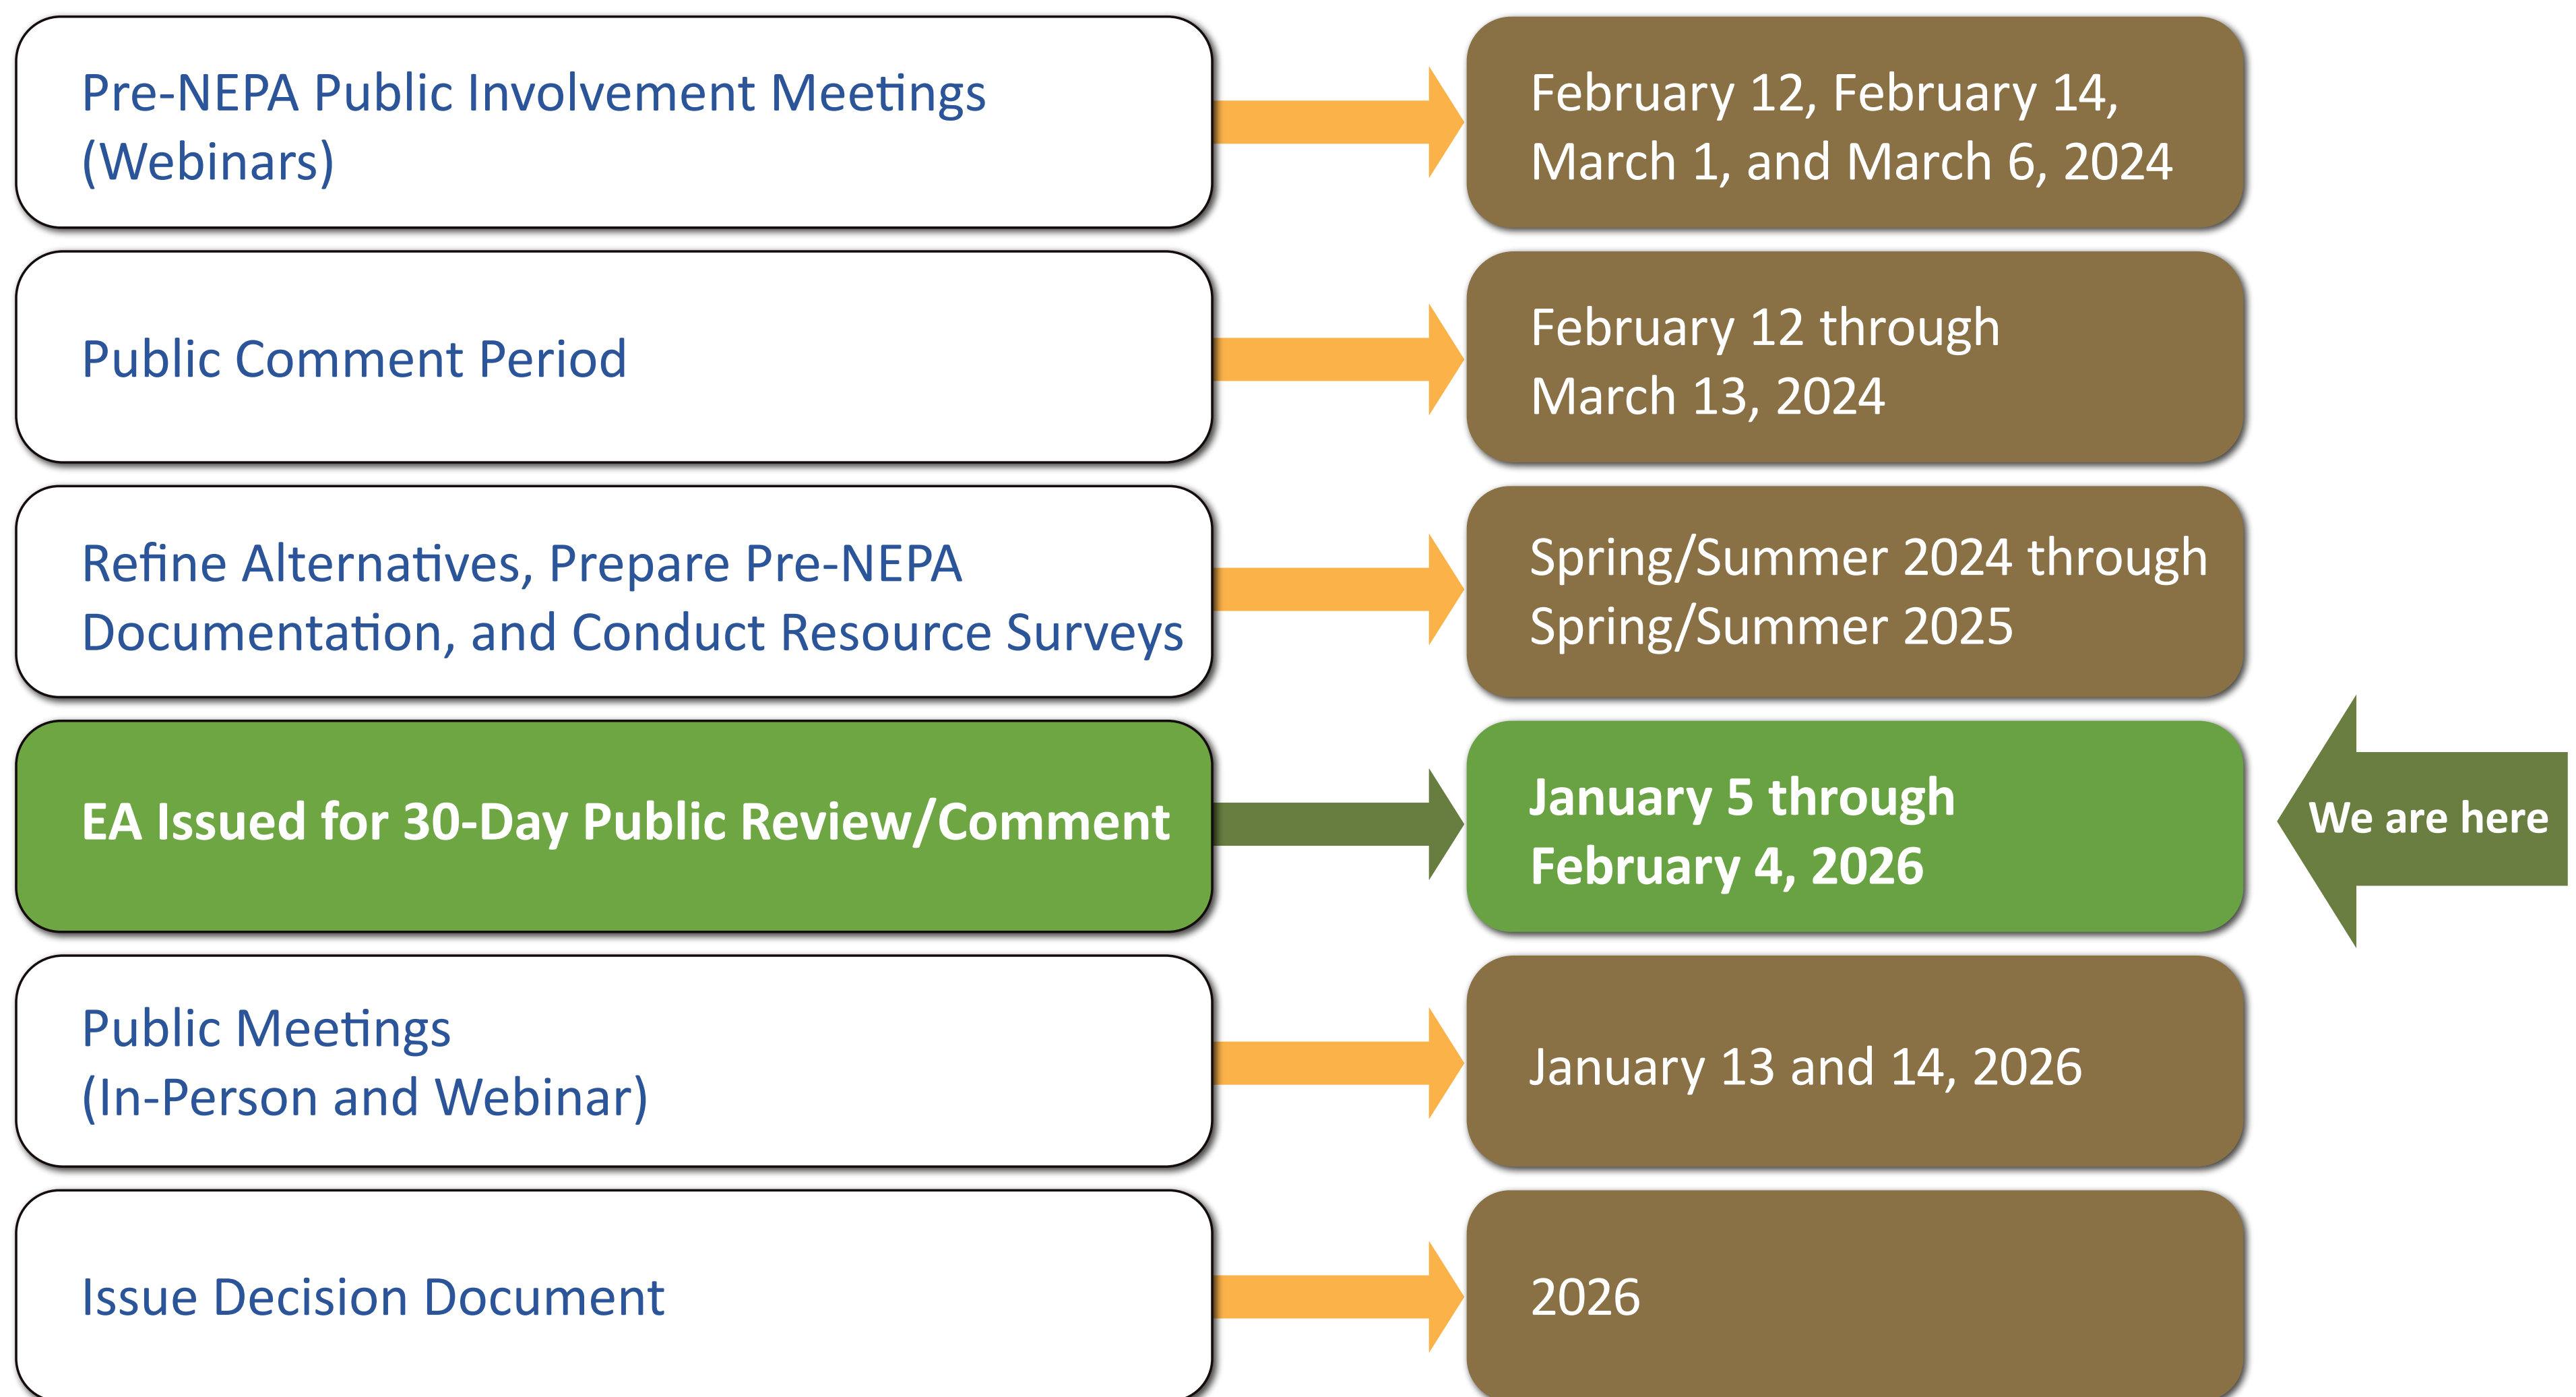 Pre-NEPA Public Involvement Meetings
(Webinars)
February 12, February 14,
March 1, and March 6, 2024
Public Comment Period
February 12 through
March 13, 2024
Refine Alternatives, Prepare Pre-NEPA
Documentation, and Conduct Resource Surveys
Spring/Summer 2024 through
Spring/Summer 2025
EA Issued for 30-Day Public Review/Comment
January 5 through
February 4, 2026
We are here
Public Meetings
(In-Person and Webinar)
January 13 and 14, 2026
Issue Decision Document
2026